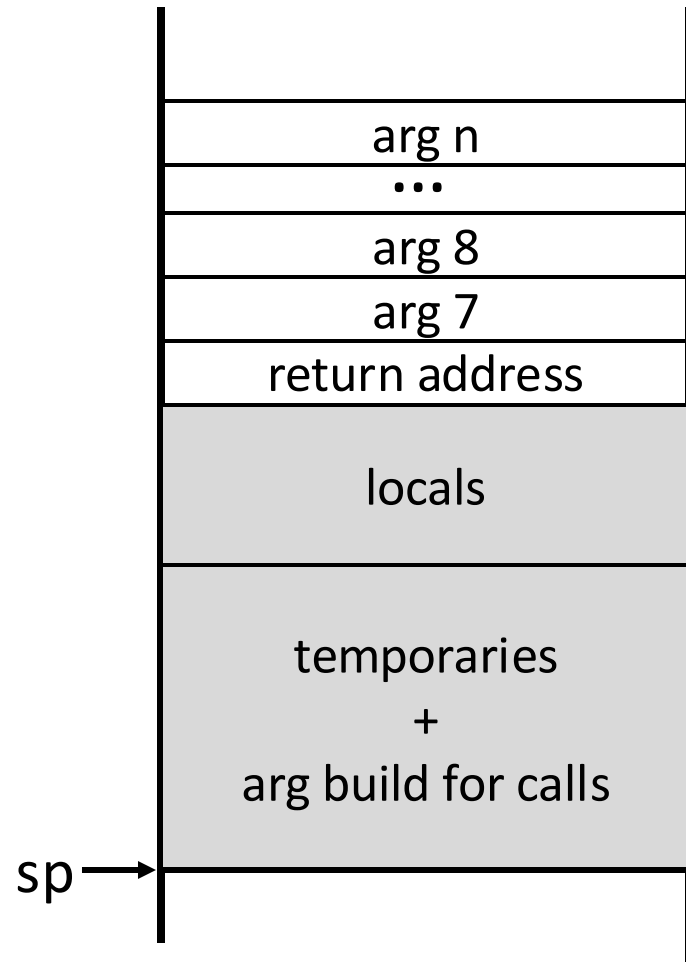 arg n
...
arg 8
arg 7
return address
locals
temporaries
+
arg build for calls
sp